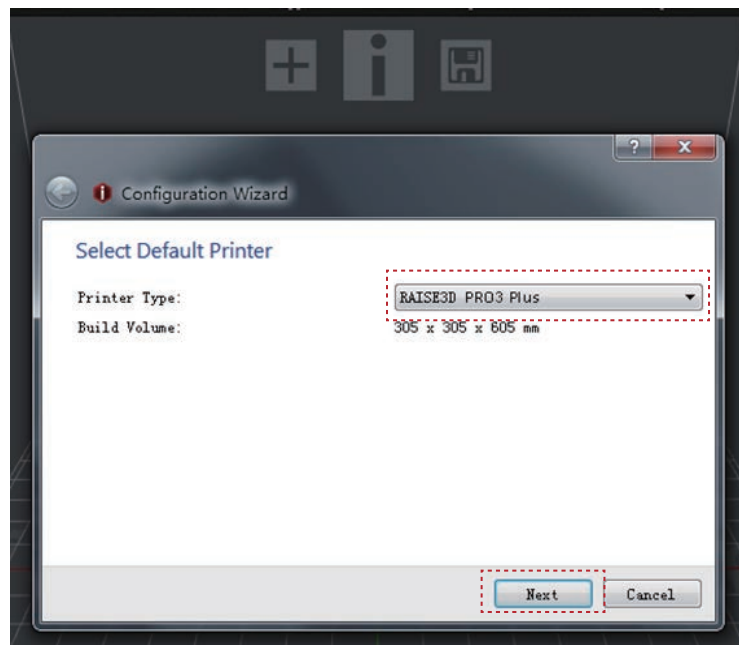 Configuration Wizard
Select Default Printer
Printer Type: RAISE3D PRO3 Plus
Build Volume: 305 x 305 x 605 mm
Next Cancel